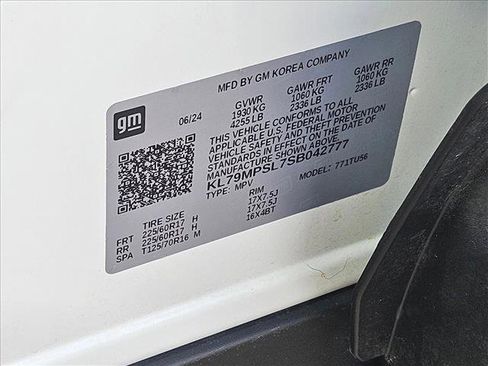 gm
MFD BY GM KOREA COMPANY
06/24 GVWR GAWR FRT GAWR RR
1930 KG 1060 KG 1060 KG
4255 LB 2336 LB 2336 LB
THIS VEHICLE CONFORMS TO ALL
APPLICABLE U.S. FEDERAL MOTOR
VEHICLE SAFETY AND THEFT PREVENTION
STANDARDS IN EFFECT ON THE DATE OF
MANUFACTURE SHOWN ABOVE.
KL79MPSL7SB042777
TYPE: MPV MODEL: 771TU56
TIRE SIZE RIM
FRT 225/60R17 H 17X7.5J
RR 225/60R17 H 17X7.5J
SPA T125/70R16 M 16X4BT